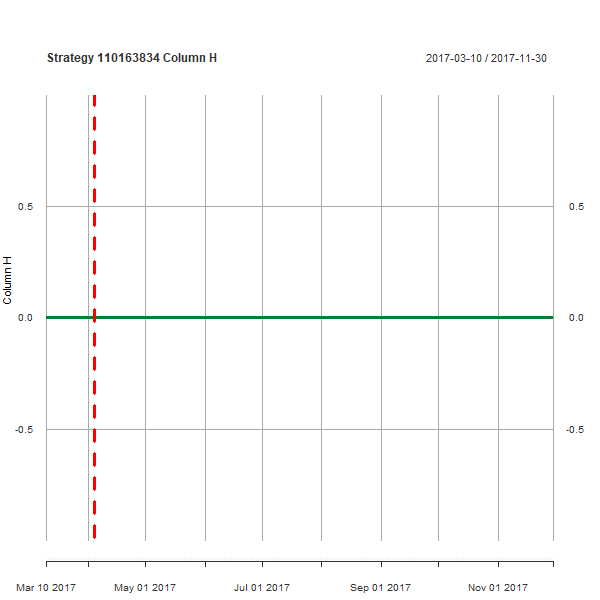 Strategy 110163834 Column H
2017-03-10 / 2017-11-30
0.5
0.5
Column H
0.0
0.0
-0.5
-0.5
Mar 10 2017
May 01 2017
Jul 01 2017
Sep 01 2017
Nov 01 2017